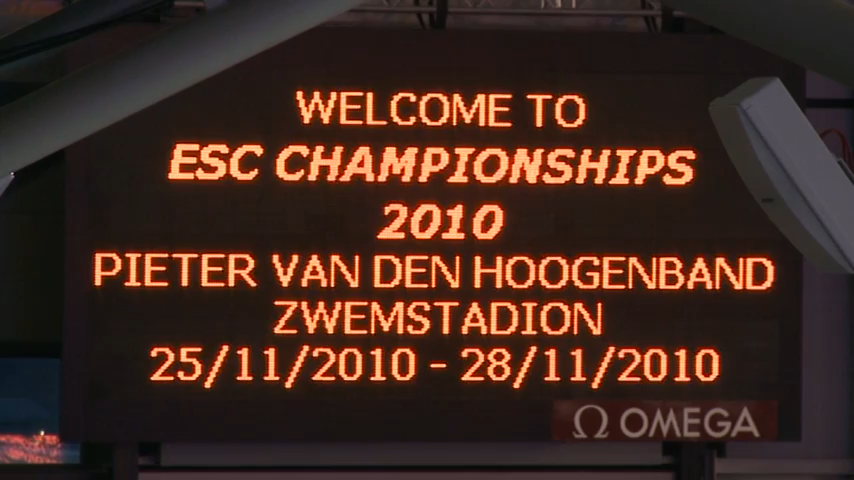 WELCOME TO
ESC CHAMPIONSHIPS
2010
PIETER VAN DEN HOOGENBAND
ZWEMSTADION
25/11/2010 - 28/11/2010
Ω OMEGA